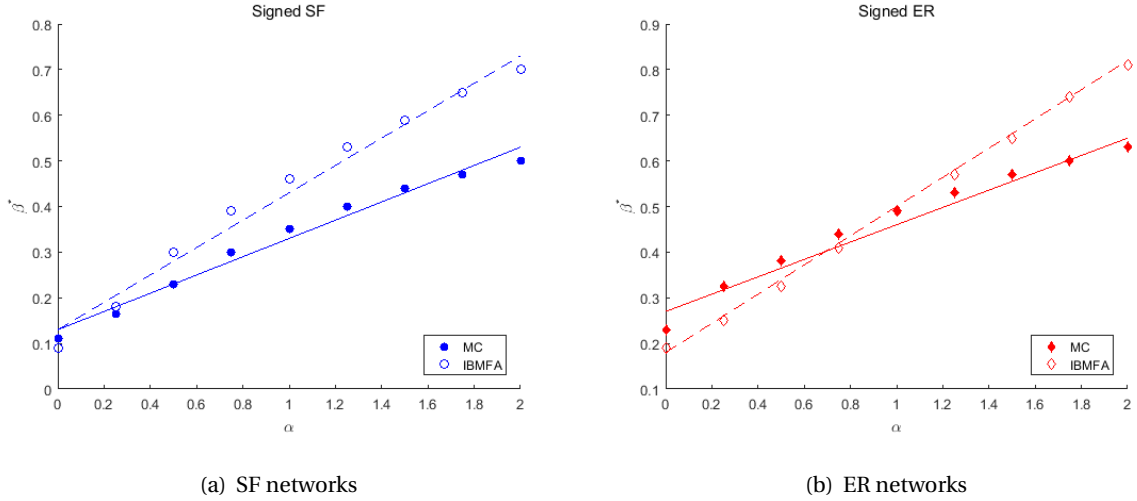 Signed SF
0.8
0.7
0.6
0.5
0.4
0.3
0.2
0.1
0
β*
0 0.2 0.4 0.6 0.8 1 1.2 1.4 1.6 1.8 2
α
MC
IBMFA
(a) SF networks
Signed ER
0.9
0.8
0.7
0.6
0.5
0.4
0.3
0.2
0.1
β*
0 0.2 0.4 0.6 0.8 1 1.2 1.4 1.6 1.8 2
α
MC
IBMFA
(b) ER networks